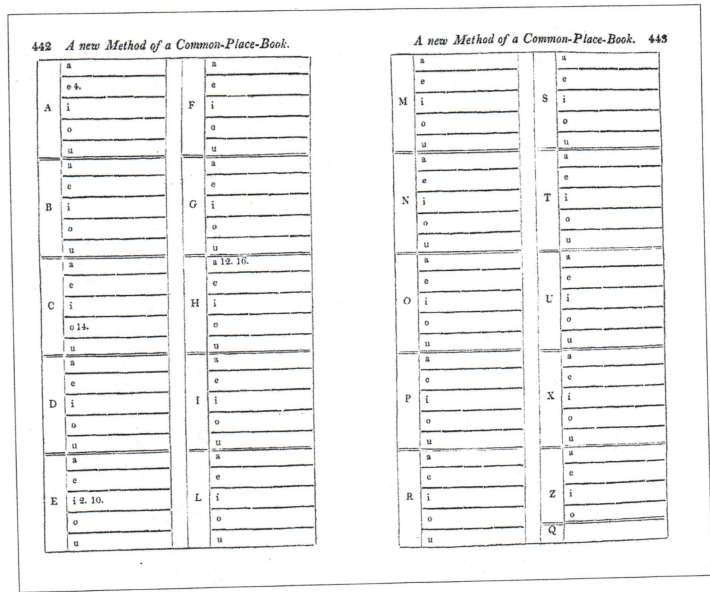 442 A new Method of a Common-Place-Book.
A
a
e 4.
i
o
u
B
a
e
i
o
u
C
a
e
i
o 14.
u
D
a
e
i
o
u
E
a
e
i 2. 10.
o
u
F
a
e
i
o
u
G
a
e
i
o
u
H
a 12. 16.
e
i
o
u
I
a
e
i
o
u
L
a
e
i
o
u
A new Method of a Common-Place-Book. 443
M
a
e
i
o
u
N
a
e
i
o
u
O
a
e
i
o
u
P
a
e
i
o
u
R
a
e
i
o
u
S
a
e
i
o
u
T
a
e
i
o
u
U
a
e
i
o
u
X
a
e
i
o
u
Z
a
e
i
o
Q